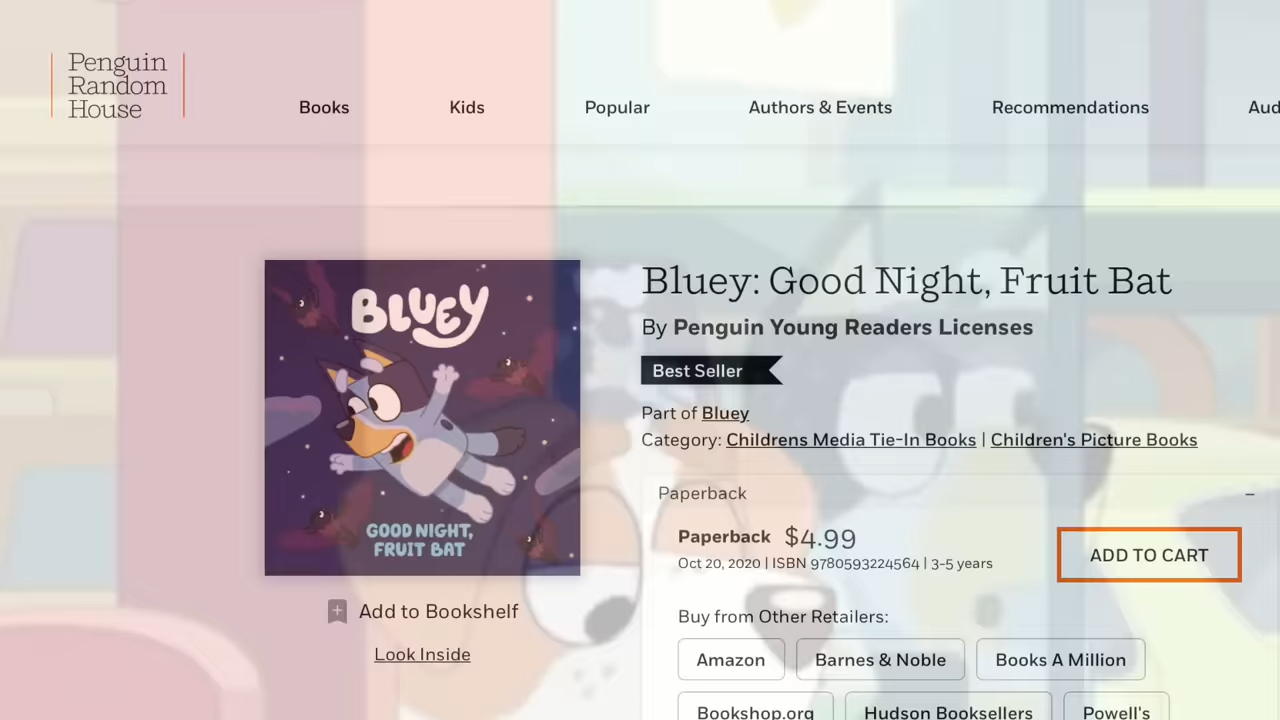 Penguin
Random
House
Books
Kids
Popular
Authors & Events
Recommendations
Aud
BLUEY
GOOD NIGHT,
FRUIT BAT
Add to Bookshelf
Look Inside
Bluey: Good Night, Fruit Bat
By Penguin Young Readers Licenses
Best Seller
Part of Bluey
Category: Childrens Media Tie-In Books | Children's Picture Books
Paperback –
Paperback $4.99
Oct 20, 2020 | ISBN 9780593224564 | 3-5 years
ADD TO CART
Buy from Other Retailers:
Amazon
Barnes & Noble
Books A Million
Bookshop.org
Hudson Booksellers
Powell's